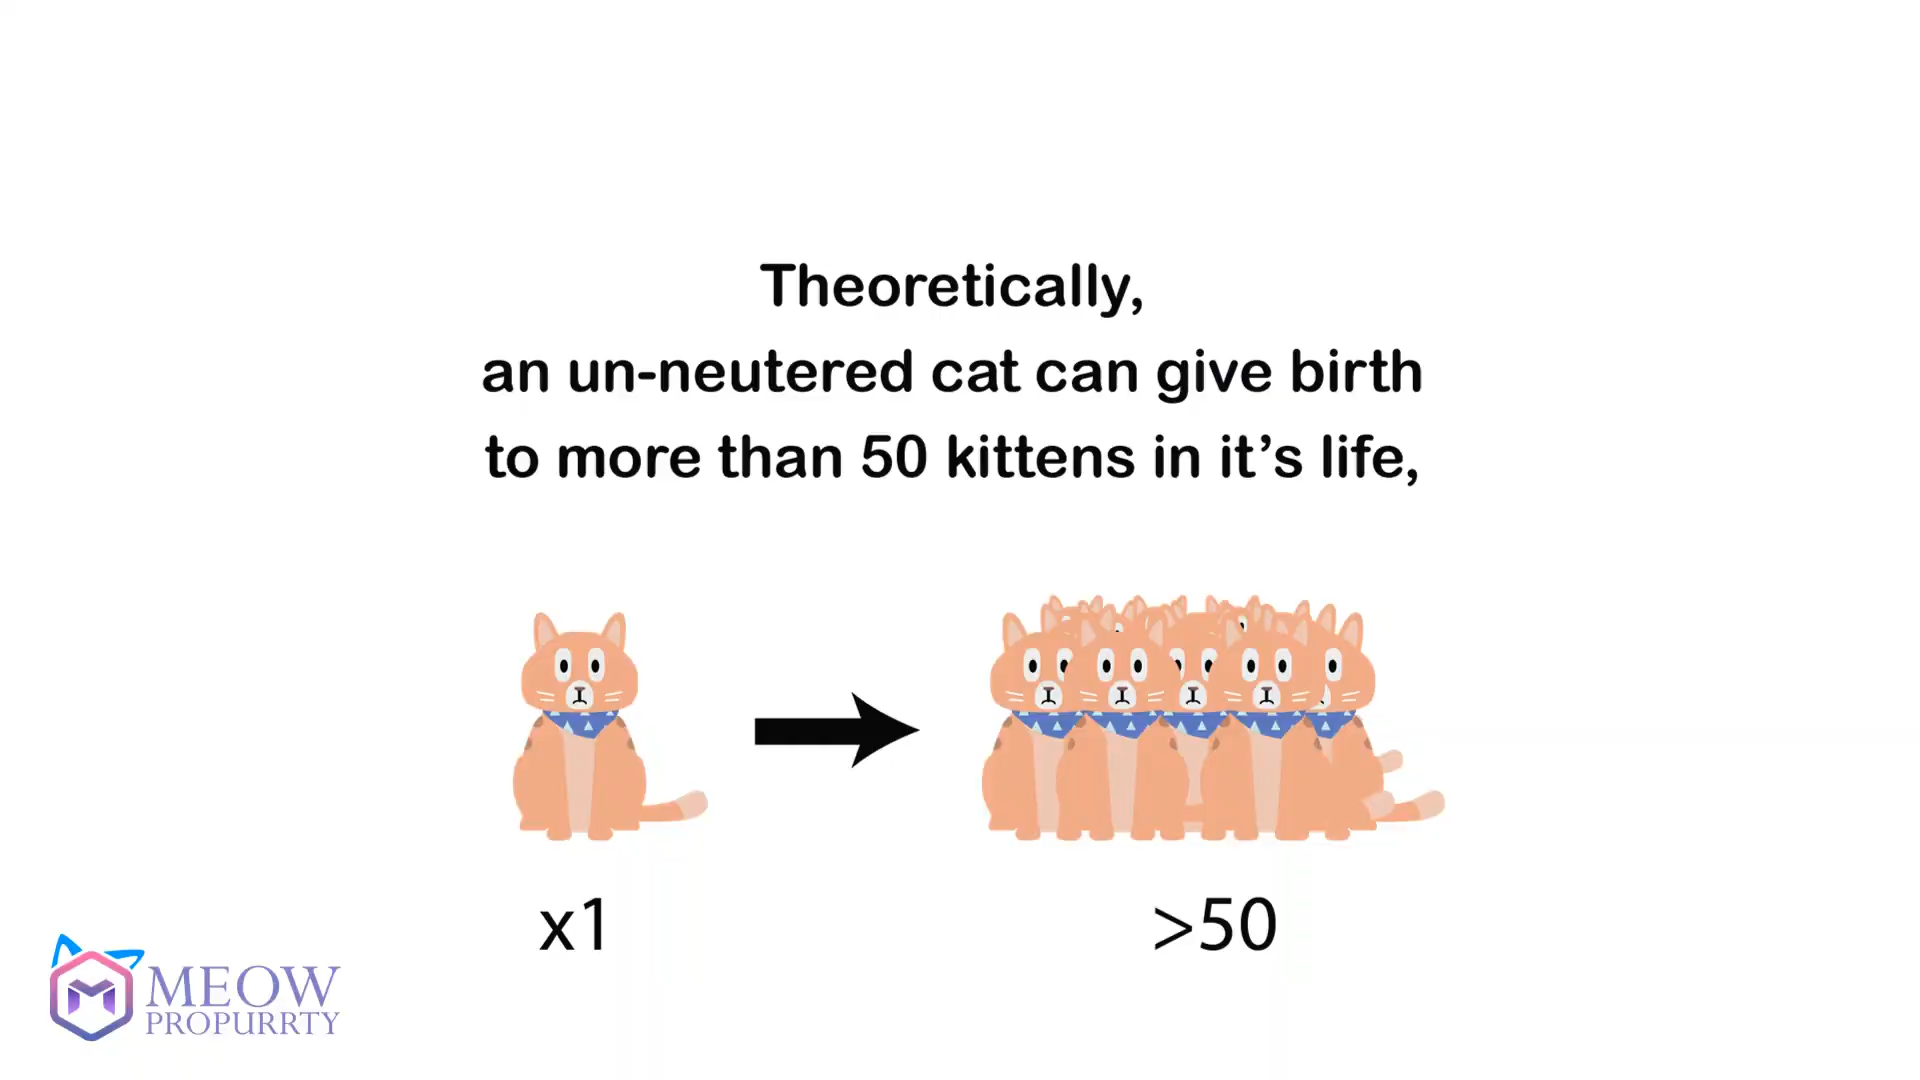 Theoretically,
an un-neutered cat can give birth
to more than 50 kittens in it’s life,
x1
>50
MEOW
PROPURRTY